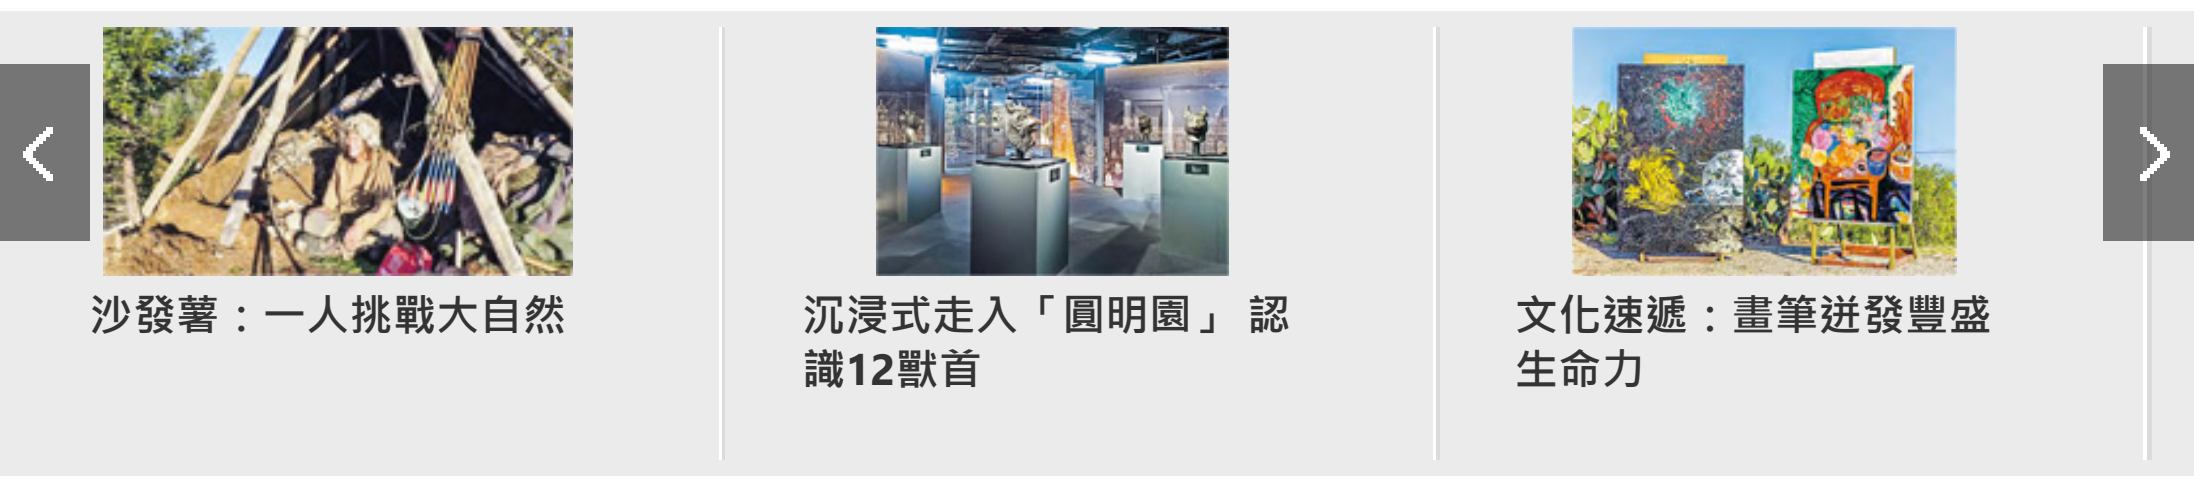 沙發薯：一人挑戰大自然
沉浸式走入「圓明園」 認
識12獸首
文化速遞：畫筆迸發豐盛
生命力